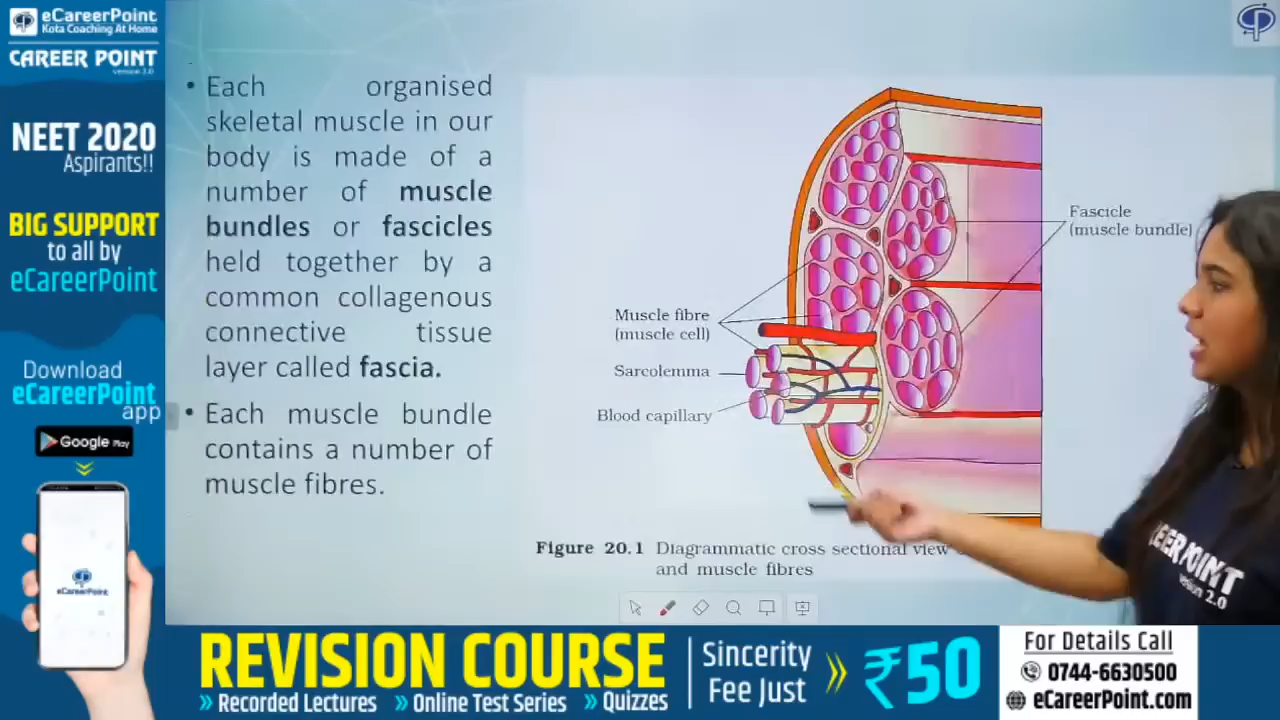 eCareerPoint
Kota Coaching At Home
CAREER POINT
version 2.0
NEET 2020
Aspirants!!
BIG SUPPORT
to all by
eCareerPoint
Download
eCareerPoint
app
Google Play
eCareerPoint
• Each organised
skeletal muscle in our
body is made of a
number of muscle
bundles or fascicles
held together by a
common collagenous
connective tissue
layer called fascia.
• Each muscle bundle
contains a number of
muscle fibres.
Fascicle
(muscle bundle)
Muscle fibre
(muscle cell)
Sarcolemma
Blood capillary
Figure 20.1 Diagrammatic cross sectional view
and muscle fibres
EER POINT
version 2.0
REVISION COURSE
» Recorded Lectures » Online Test Series » Quizzes
Sincerity
Fee Just
» ₹50
For Details Call
0744-6630500
eCareerPoint.com